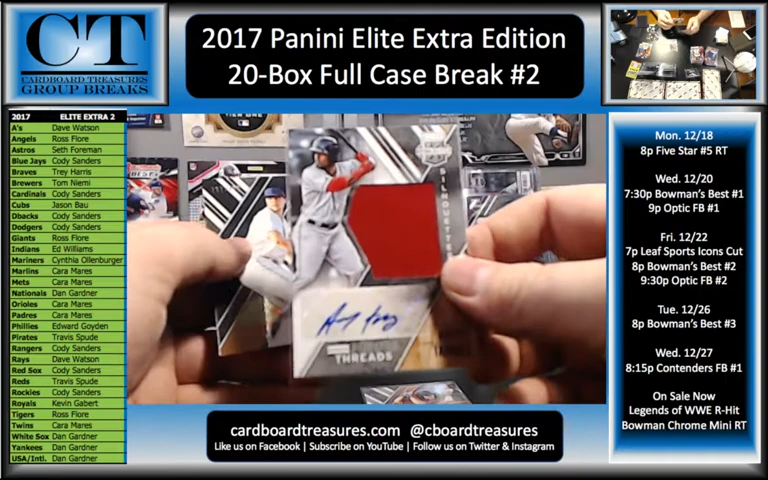 CT
CARDBOARD TREASURES
GROUP BREAKS
2017 Panini Elite Extra Edition
20-Box Full Case Break #2
2017 ELITE EXTRA 2
A's Dave Watson
Angels Ross Flore
Astros Seth Foreman
Blue Jays Cody Sanders
Braves Trey Harris
Brewers Tom Niemi
Cardinals Cody Sanders
Cubs Jason Bau
Dbacks Cody Sanders
Dodgers Cody Sanders
Giants Ross Flore
Indians Ed Williams
Mariners Cynthia Ollenburger
Marlins Cara Mares
Mets Cara Mares
Nationals Dan Gardner
Orioles Cara Mares
Padres Cara Mares
Phillies Edward Goyden
Pirates Travis Spude
Rangers Cody Sanders
Rays Dave Watson
Red Sox Cody Sanders
Reds Travis Spude
Rockies Cody Sanders
Royals Kevin Gabert
Tigers Ross Flore
Twins Cara Mares
White Sox Dan Gardner
Yankees Dan Gardner
USA/Intl. Dan Gardner
SILHOUETTE
THREADS
Mon. 12/18
8p Five Star #5 RT
Wed. 12/20
7:30p Bowman's Best #1
9p Optic FB #1
Fri. 12/22
7p Leaf Sports Icons Cut
8p Bowman's Best #2
9:30p Optic FB #2
Tue. 12/26
8p Bowman's Best #3
Wed. 12/27
8:15p Contenders FB #1
On Sale Now
Legends of WWE R-Hit
Bowman Chrome Mini RT
cardboardtreasures.com @cboardtreasures
Like us on Facebook | Subscribe on YouTube | Follow us on Twitter & Instagram